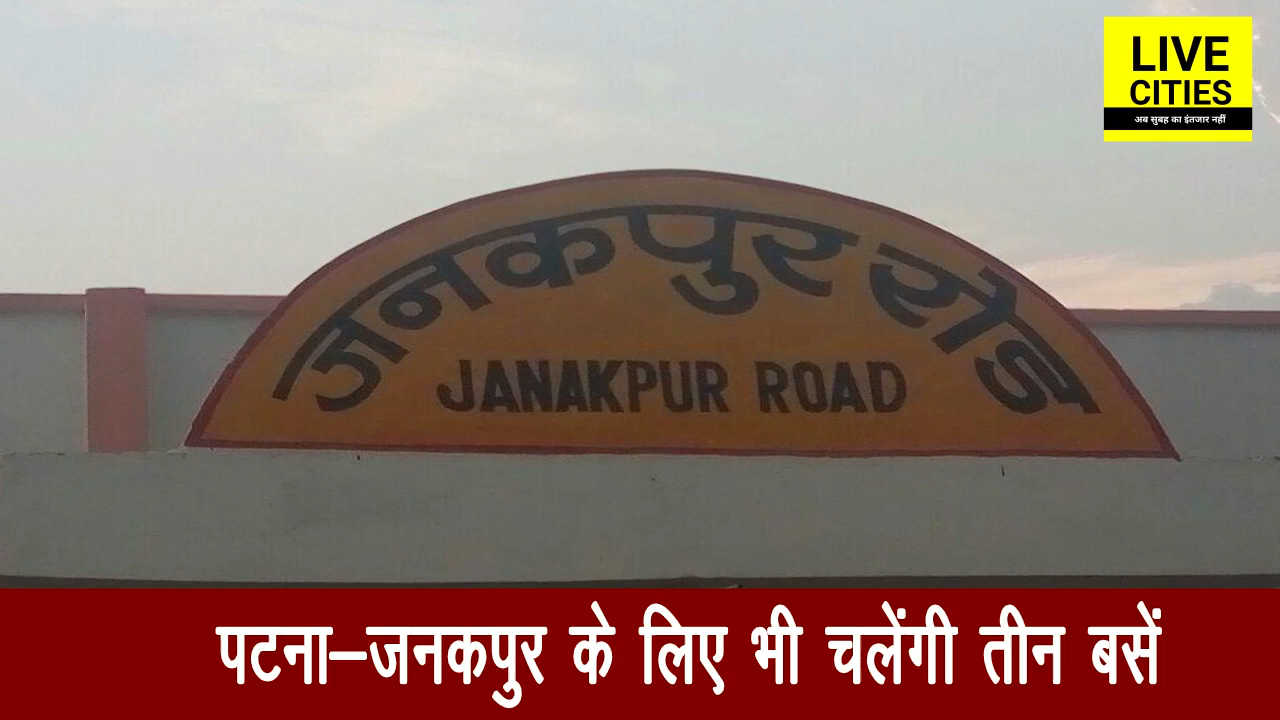 LIVE
CITIES
अब सुबह का इंतजार नहीं
जनकपुर रोड
JANAKPUR ROAD
पटना–जनकपुर के लिए भी चलेंगी तीन बसें